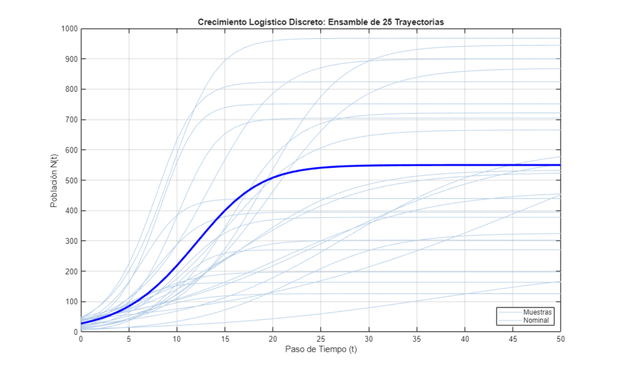 Crecimiento Logístico Discreto: Ensamble de 25 Trayectorias
1000
900
800
700
600
500
400
300
200
100
0
Población N(t)
0 5 10 15 20 25 30 35 40 45 50
Paso de Tiempo (t)
Muestras
Nominal